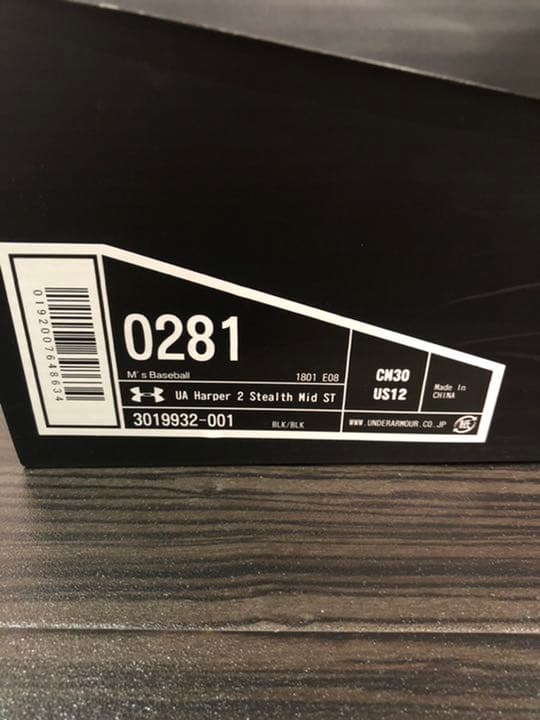 0192007648634
0281
M's Baseball 1801 E08
UA Harper 2 Stealth Mid ST
3019932-001 BLK/BLK
CM30
US12
Made In
CHINA
WWW.UNDERARMOUR.CO.JP